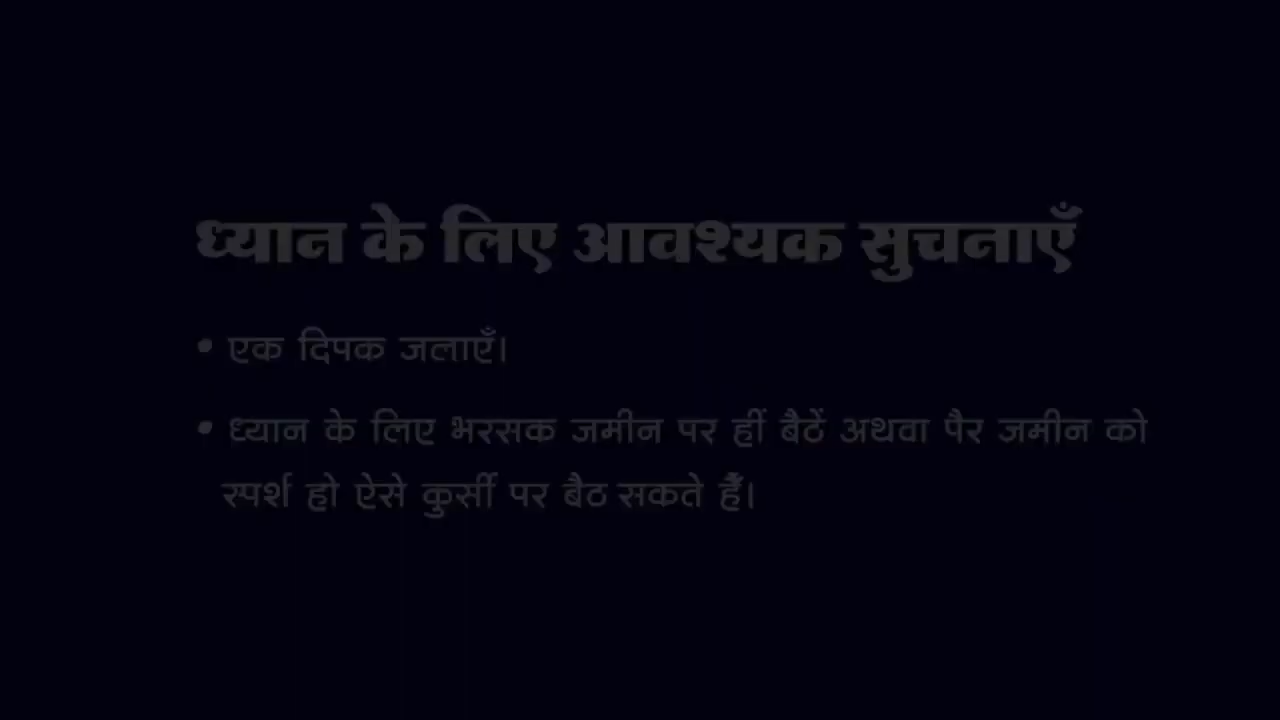 ध्यान के लिए आवश्यक सुचनाएँ
• एक दिपक जलाएँ।
• ध्यान के लिए भरसक जमीन पर हीं बैठें अथवा पैर जमीन को
स्पर्श हो ऐसे कुर्सी पर बैठ सकते हैं।